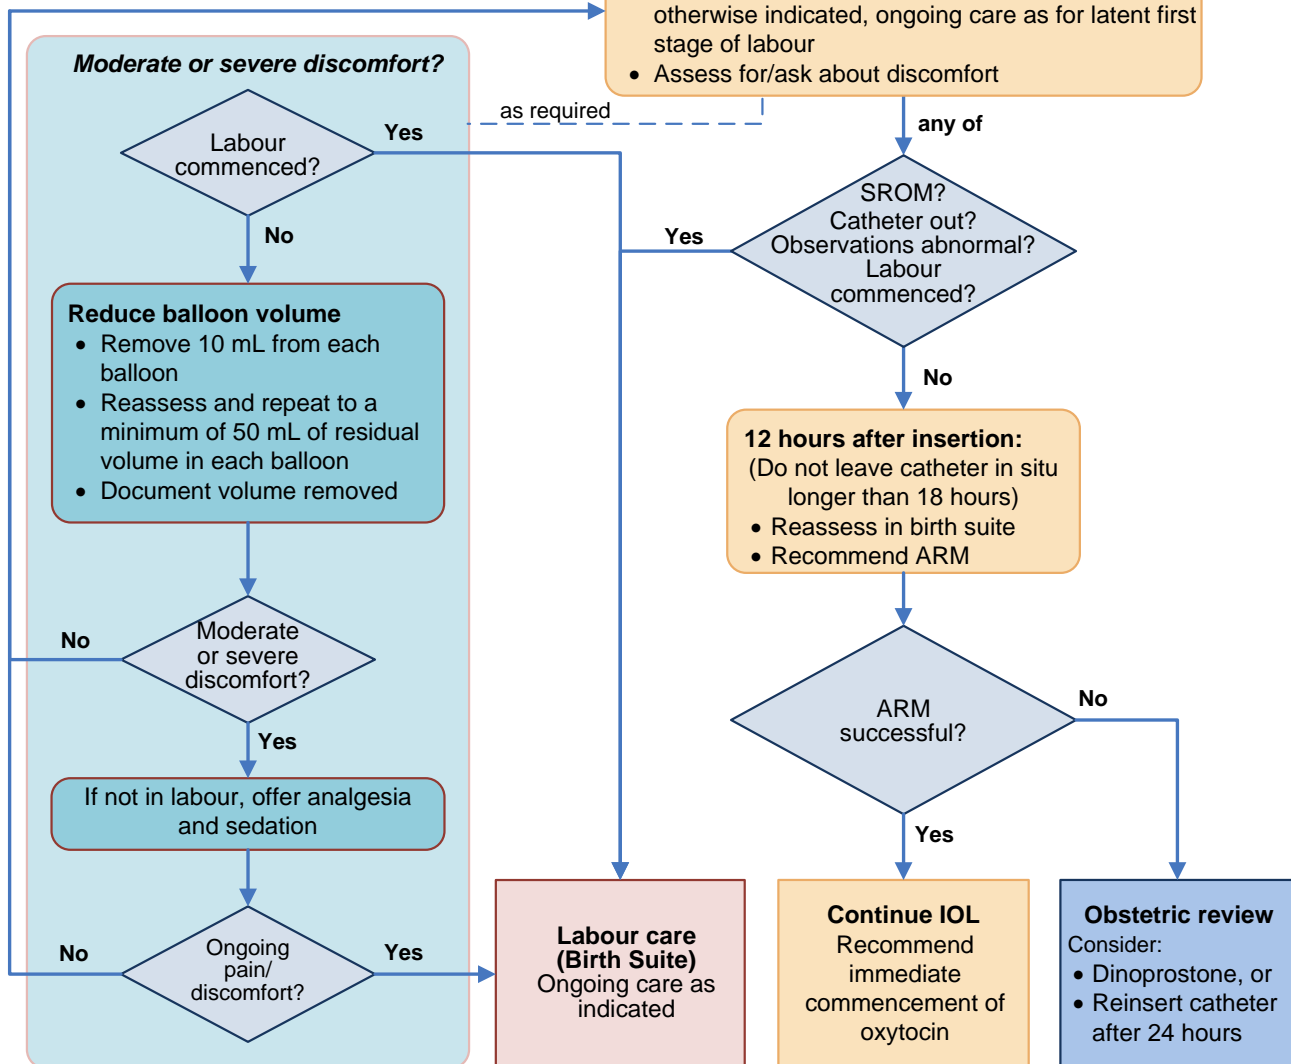 otherwise indicated, ongoing care as for latent first
stage of labour
• Assess for/ask about discomfort
Moderate or severe discomfort?
as required
any of
Labour
commenced?
Yes
No
SROM?
Catheter out?
Observations abnormal?
Labour
commenced?
Yes
No
Reduce balloon volume
• Remove 10 mL from each
balloon
• Reassess and repeat to a
minimum of 50 mL of residual
volume in each balloon
• Document volume removed
12 hours after insertion:
(Do not leave catheter in situ
longer than 18 hours)
• Reassess in birth suite
• Recommend ARM
Moderate
or severe
discomfort?
No
Yes
ARM
successful?
No
Yes
If not in labour, offer analgesia
and sedation
Ongoing
pain/
discomfort?
No
Yes
Labour care
(Birth Suite)
Ongoing care as
indicated
Continue IOL
Recommend
immediate
commencement of
oxytocin
Obstetric review
Consider:
• Dinoprostone, or
• Reinsert catheter
after 24 hours